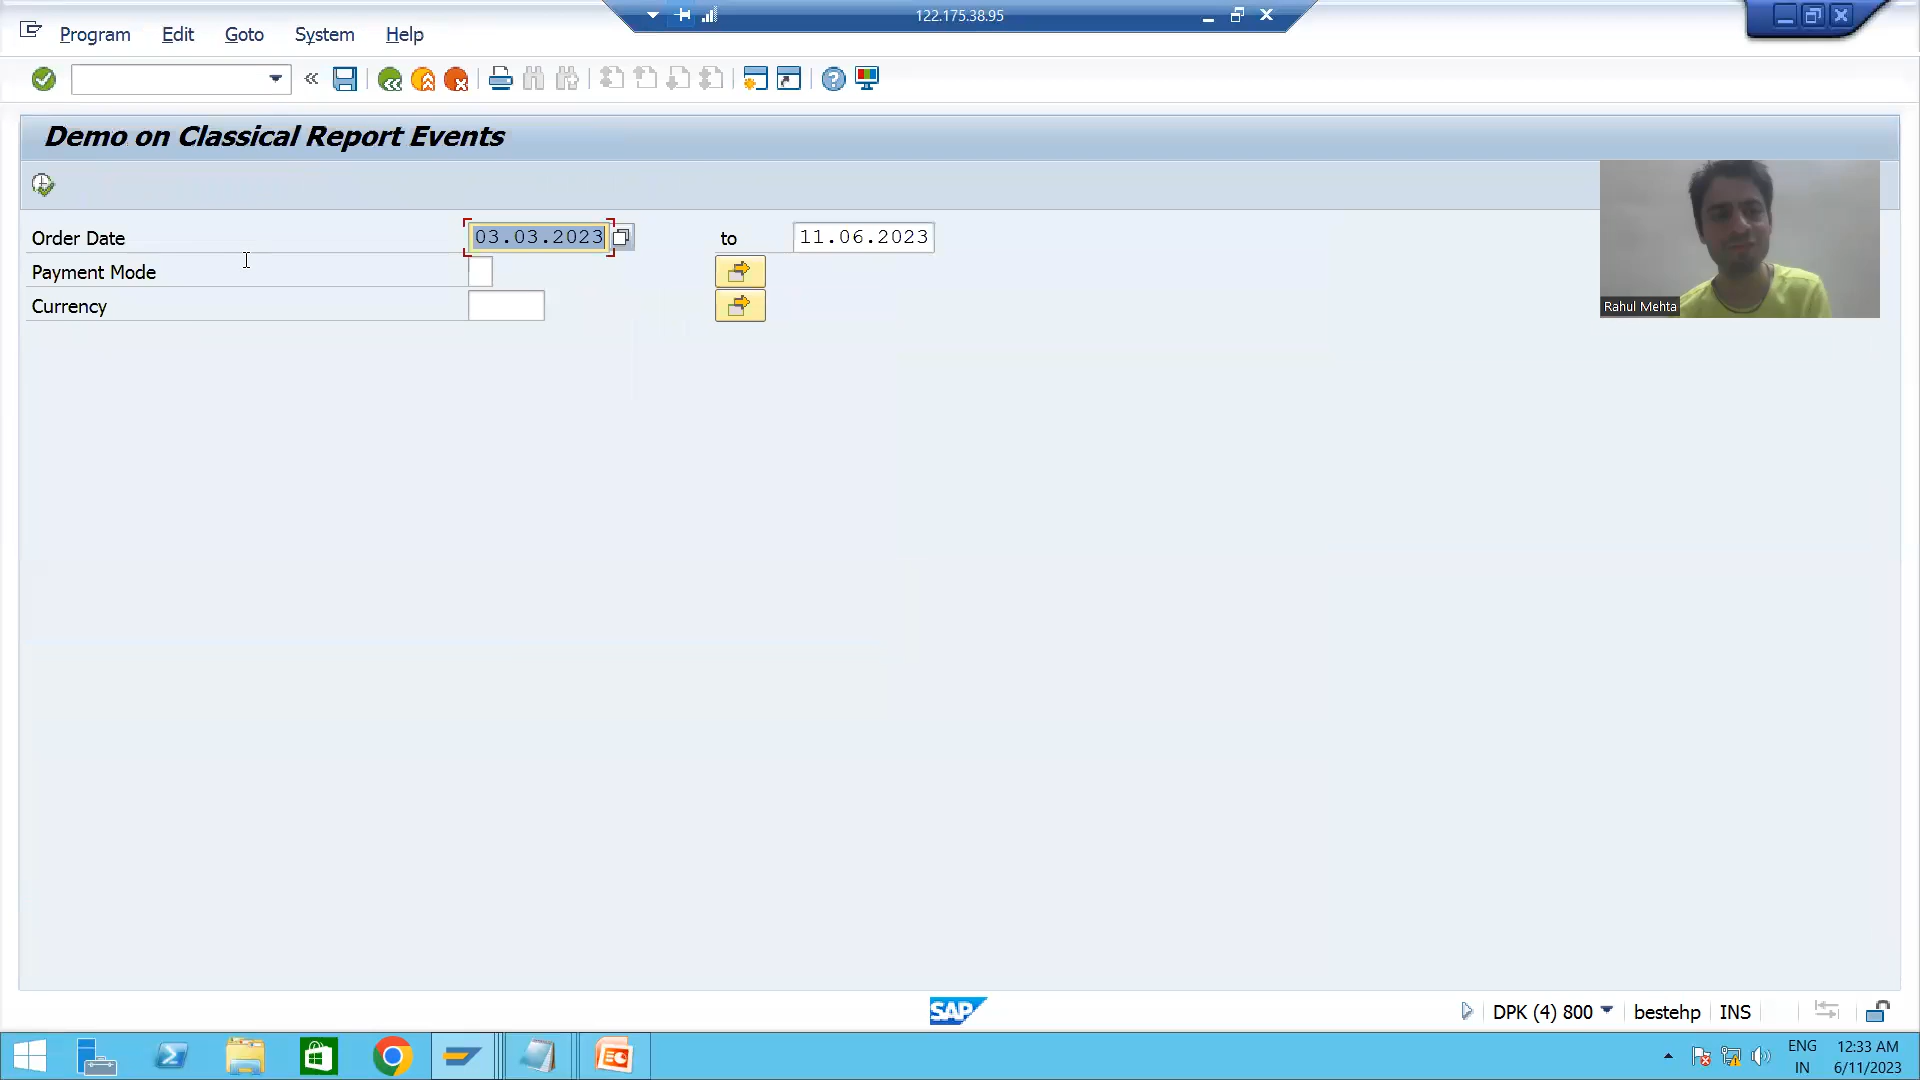 122.175.38.95
Program Edit Goto System Help
Demo on Classical Report Events
Order Date 03.03.2023 to 11.06.2023
Payment Mode
Currency
Rahul Mehta
SAP
DPK (4) 800 bestehp INS
ENG 12:33 AM
IN 6/11/2023